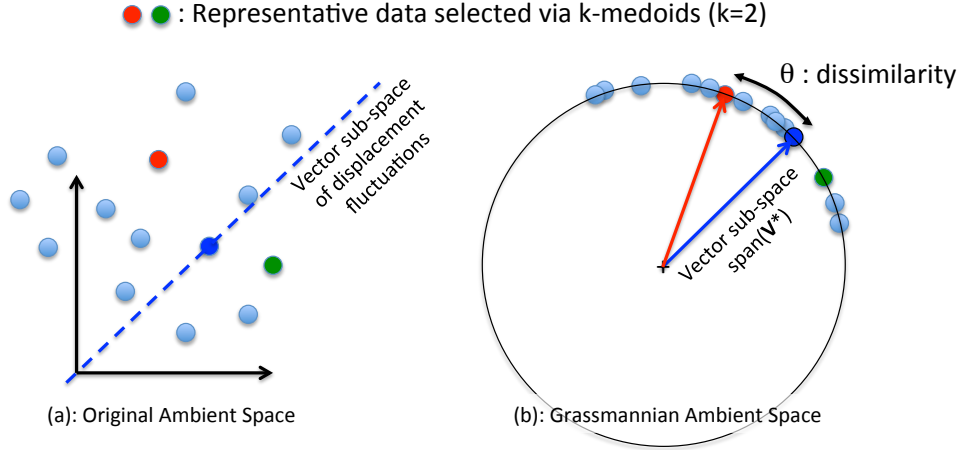 : Representative data selected via k-medoids (k=2)
θ : dissimilarity
Vector sub-space
of displacement
fluctuations
Vector sub-space
span(V*)
(a): Original Ambient Space
(b): Grassmannian Ambient Space